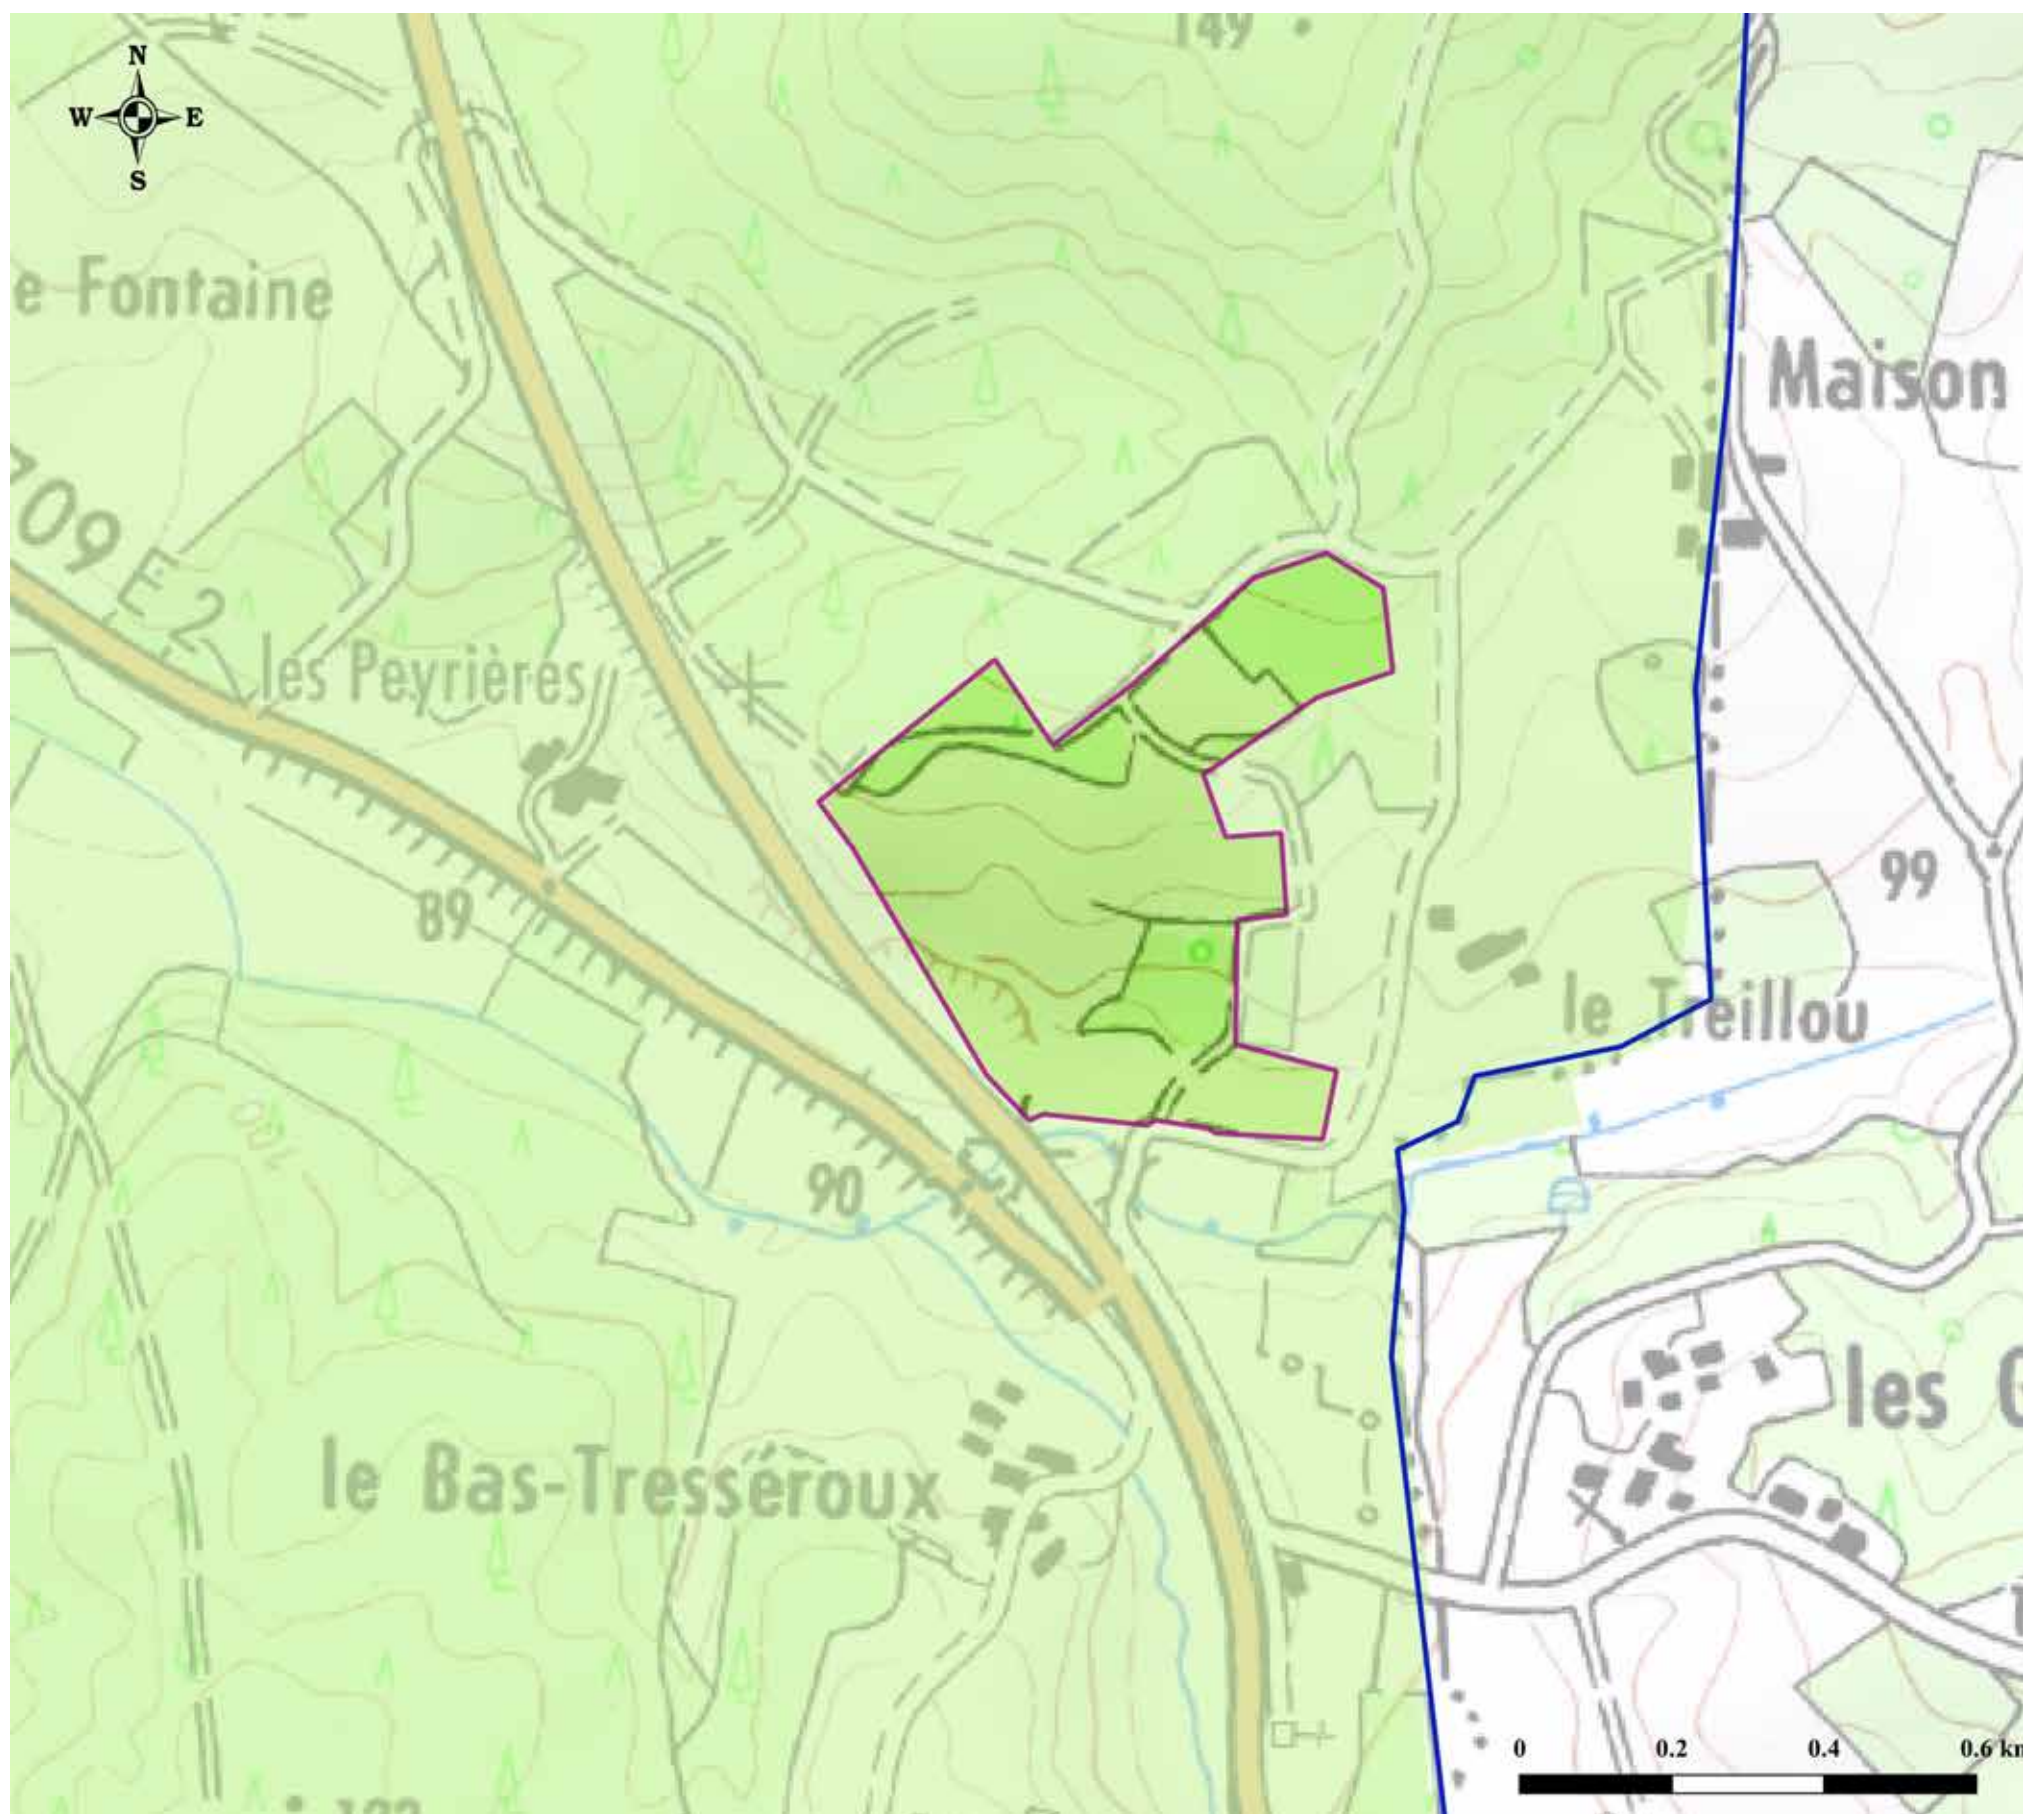 149
N
W E
S
e Fontaine
Maison
709 E 2
les Peyrières
99
89
le Treillou
90
les G
le Bas-Tresseroux
0 0.2 0.4 0.6 km